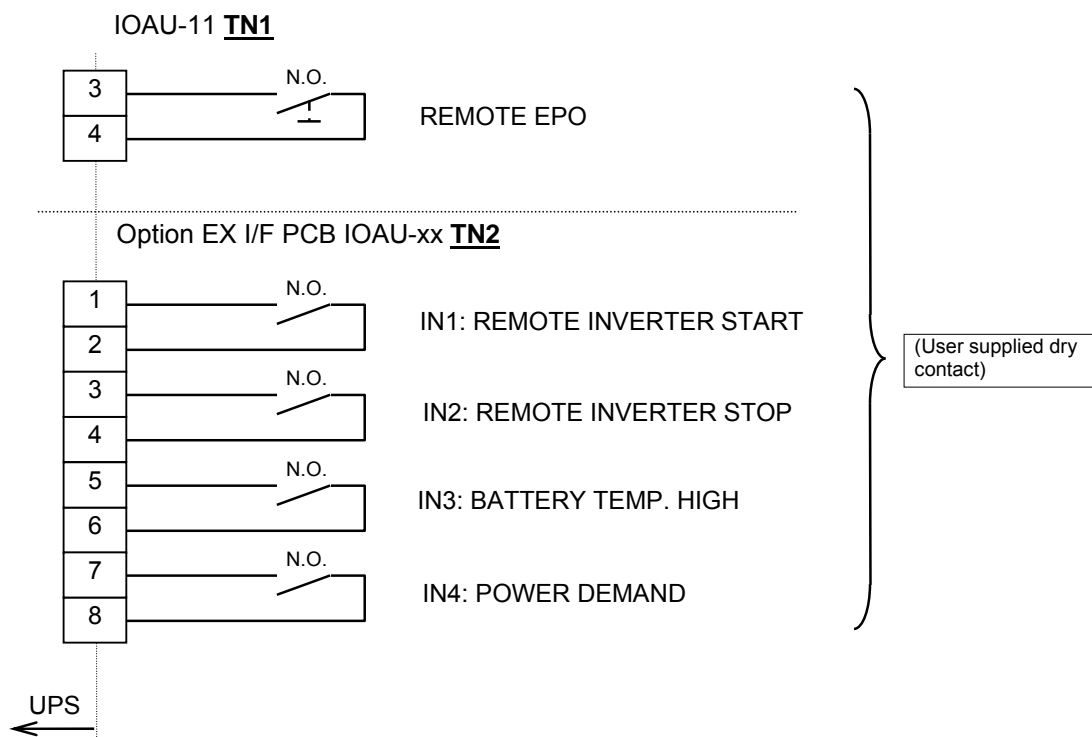 IOAU-11 TN1
3
N.O.
4
REMOTE EPO
Option EX I/F PCB IOAU-xx TN2
1
N.O.
2
IN1: REMOTE INVERTER START
3
N.O.
4
IN2: REMOTE INVERTER STOP
5
N.O.
6
IN3: BATTERY TEMP. HIGH
7
N.O.
8
IN4: POWER DEMAND
(User supplied dry
contact)
UPS